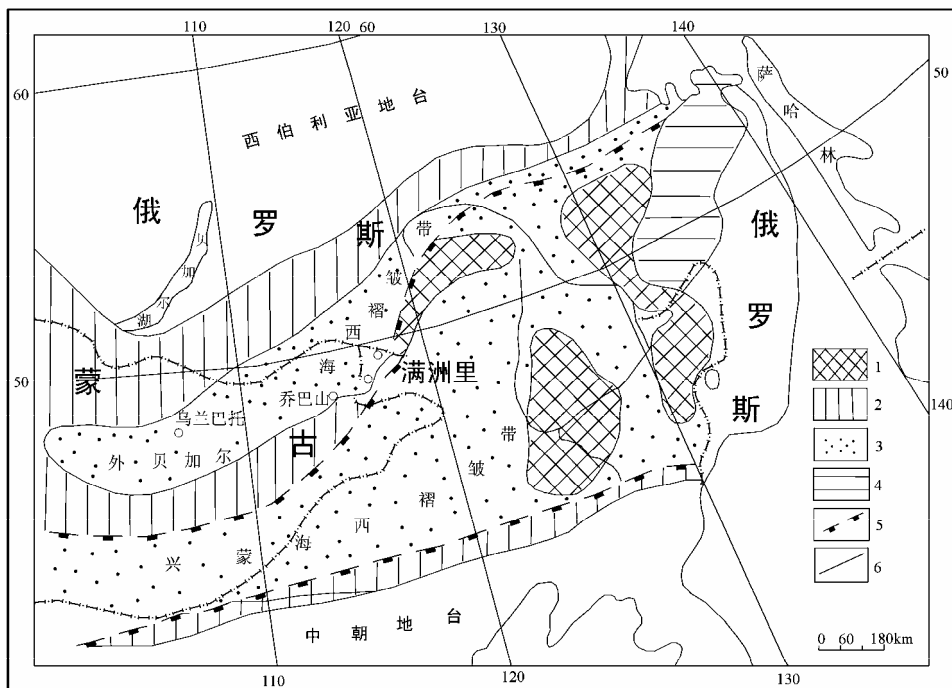 110
120
60
130
140
50
60
西伯利亚地台
萨哈林
俄罗斯
贝加尔湖
俄罗斯
外贝加尔海西褶皱带
蒙古
50
I
满洲里
乔巴山
乌兰巴托
兴蒙海西褶皱带
140
1
2
3
4
5
6
中朝地台
0 60 180km
110
120
130